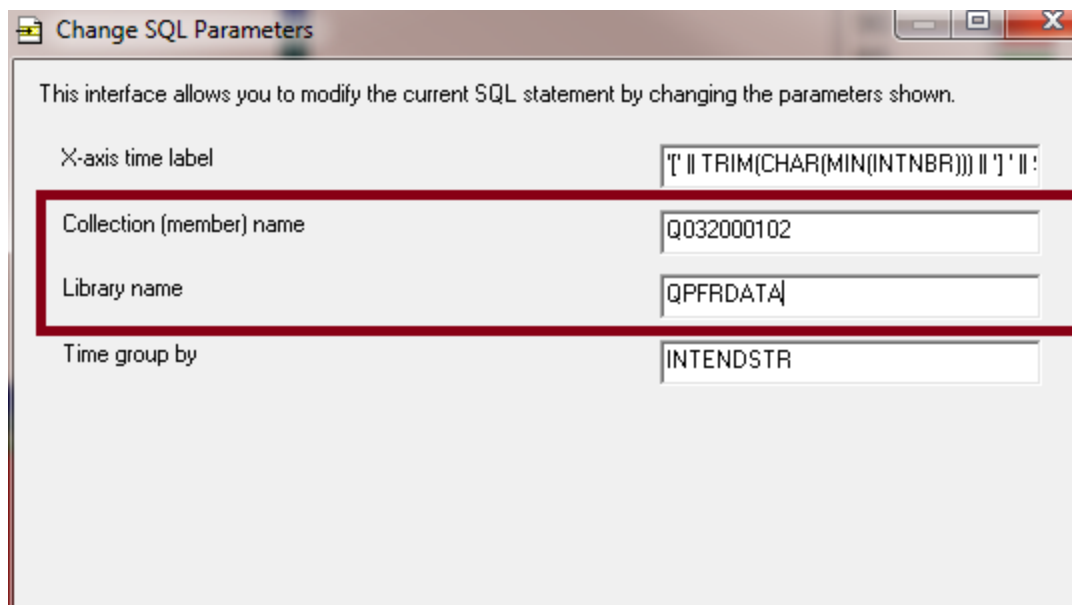 Change SQL Parameters
This interface allows you to modify the current SQL statement by changing the parameters shown.
X-axis time label '[' || TRIM(CHAR(MIN(INTNBR))) || '] ' ||
Collection (member) name Q032000102
Library name QPFRDATA
Time group by INTENDSTR